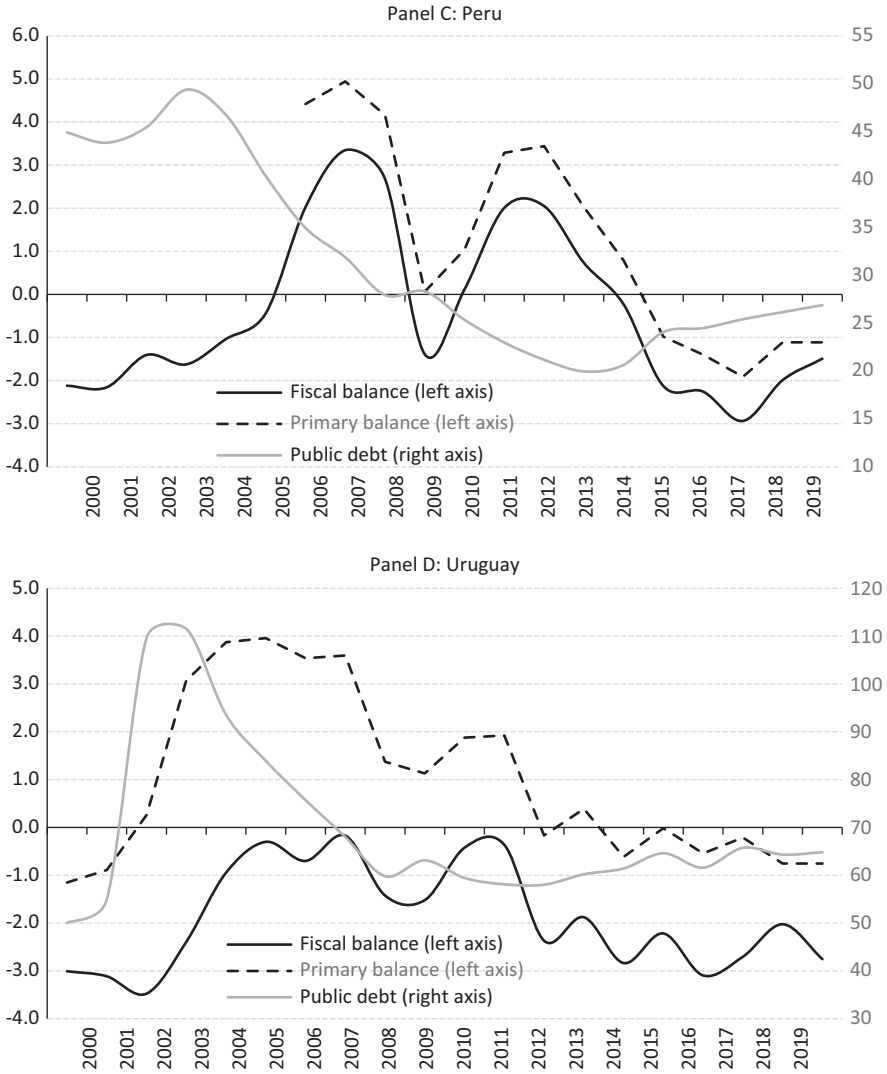 Panel C: Peru
6.0 55
5.0 50
4.0 45
3.0 40
2.0 35
1.0 30
0.0 25
-1.0 20
-2.0 15
-3.0 10
-4.0
Fiscal balance (left axis)
Primary balance (left axis)
Public debt (right axis)
2000 2001 2002 2003 2004 2005 2006 2007 2008 2009 2010 2011 2012 2013 2014 2015 2016 2017 2018 2019
Panel D: Uruguay
5.0 120
4.0 110
3.0 100
2.0 90
1.0 80
0.0 70
-1.0 60
-2.0 50
-3.0 40
-4.0 30
Fiscal balance (left axis)
Primary balance (left axis)
Public debt (right axis)
2000 2001 2002 2003 2004 2005 2006 2007 2008 2009 2010 2011 2012 2013 2014 2015 2016 2017 2018 2019